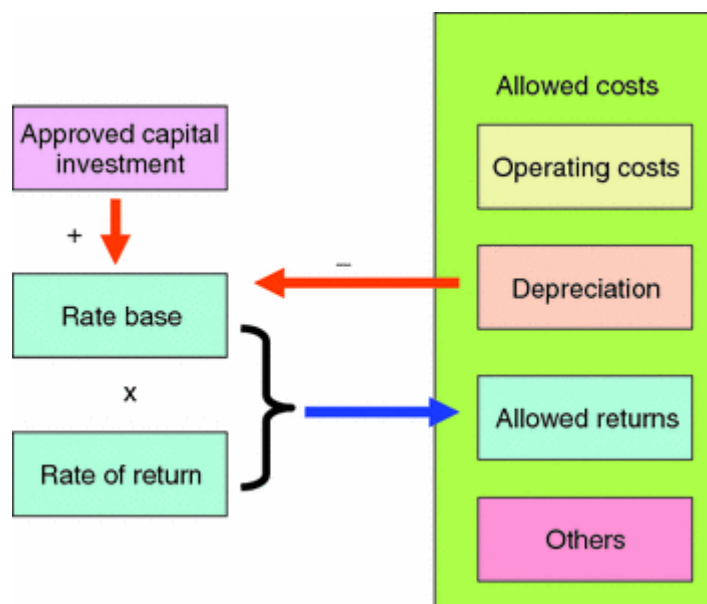 Approved capital
investment
+
Rate base
x
Rate of return
–
Allowed costs
Operating costs
Depreciation
Allowed returns
Others